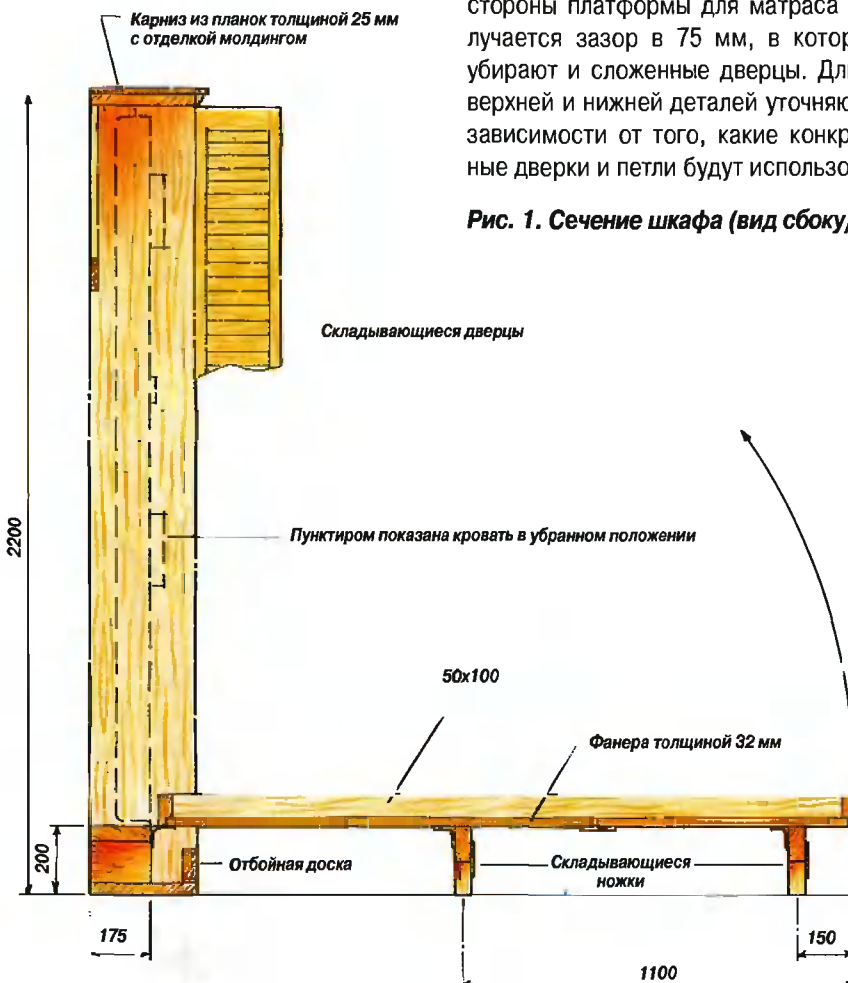 Карниз из планок толщиной 25 мм
с отделкой молдингом
стороны платформы для матраса
лучается зазор в 75 мм, в котор
убирают и сложенные дверцы. Дли
верхней и нижней деталей уточняю
зависимости от того, какие конкр
ные дверки и петли будут использо
Рис. 1. Сечение шкафа (вид сбоку)
Складывающиеся дверцы
2200
Пунктиром показана кровать в убранном положении
50x100
Фанера толщиной 32 мм
200
Отбойная доска
Складывающиеся
ножки
175
150
1100